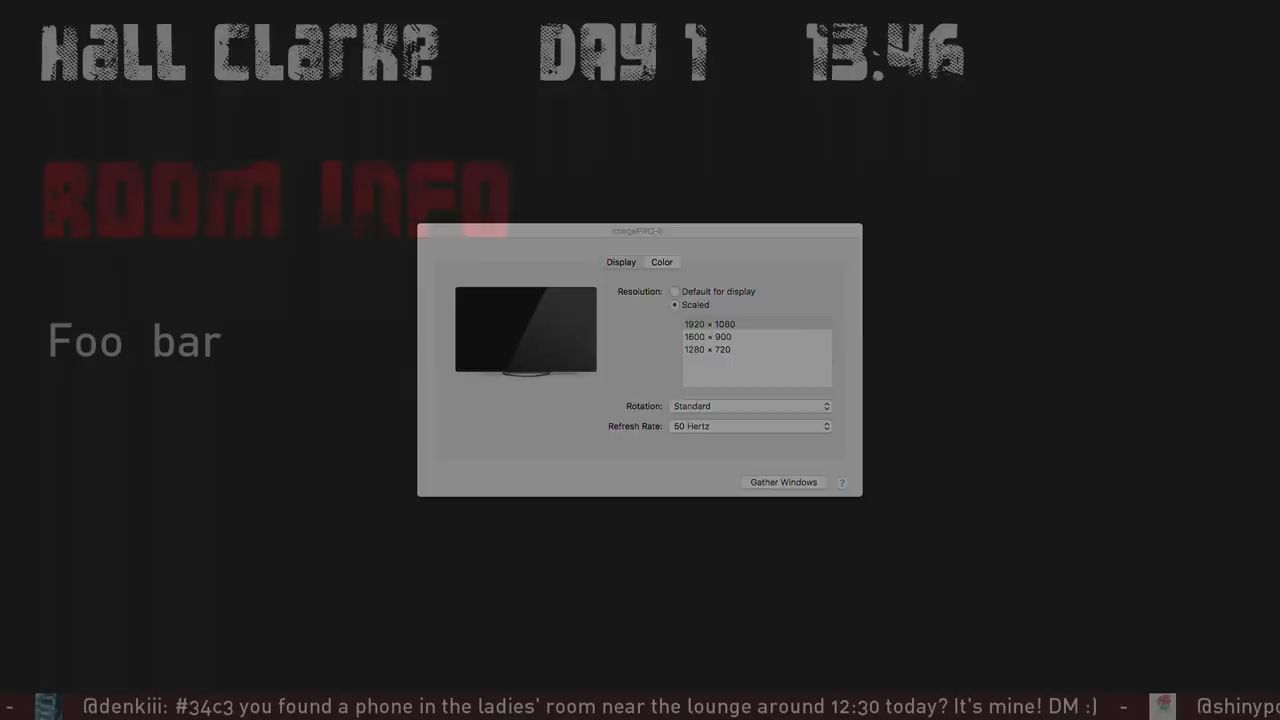 Hall Clarke DAY 1 13.46
ROOM INFO
imagePRO-II
Display Color
Resolution: Default for display
Scaled
1920 × 1080
1600 × 900
1280 × 720
Foo bar
Rotation: Standard
Refresh Rate: 50 Hertz
Gather Windows ?
- @denkiii: #34c3 you found a phone in the ladies' room near the lounge around 12:30 today? It's mine! DM :) -